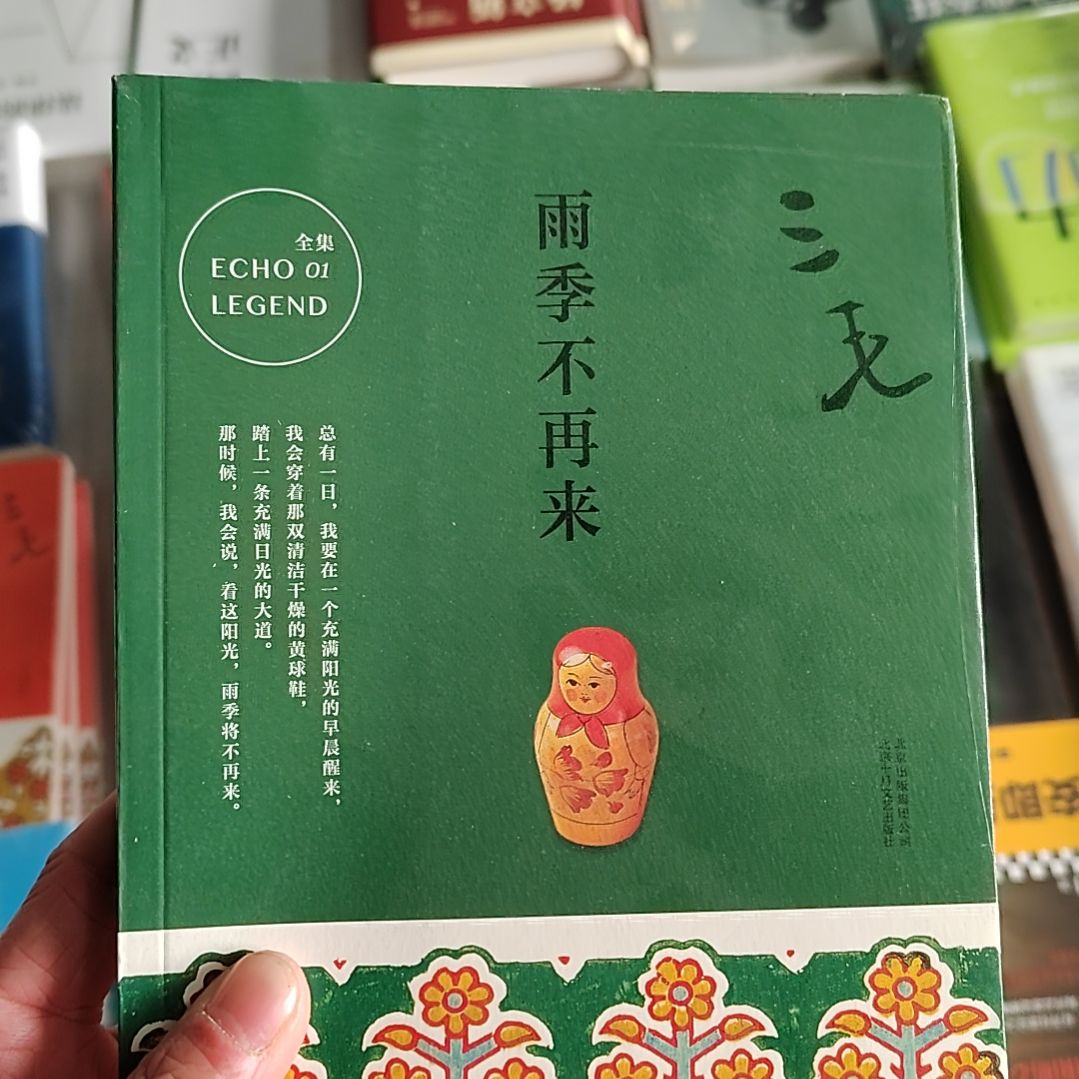 三毛
雨季不再来
全集
ECHO 01
LEGEND
总有一日，我要在一个充满阳光的早晨醒来，
我会穿着那双清洁干燥的黄球鞋，
踏上一条充满日光的大道。
那时候，我会说，看这阳光，雨季将不再来。
北京出版集团公司
北京十月文艺出版社
三毛